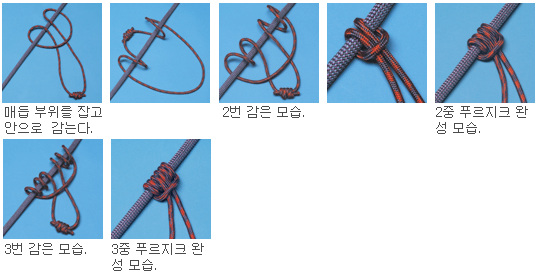 매듭 부위를 잡고
안으로 감는다.
2번 감은 모습.
2중 푸르지크 완
성 모습.
3번 감은 모습.
3중 푸르지크 완
성 모습.